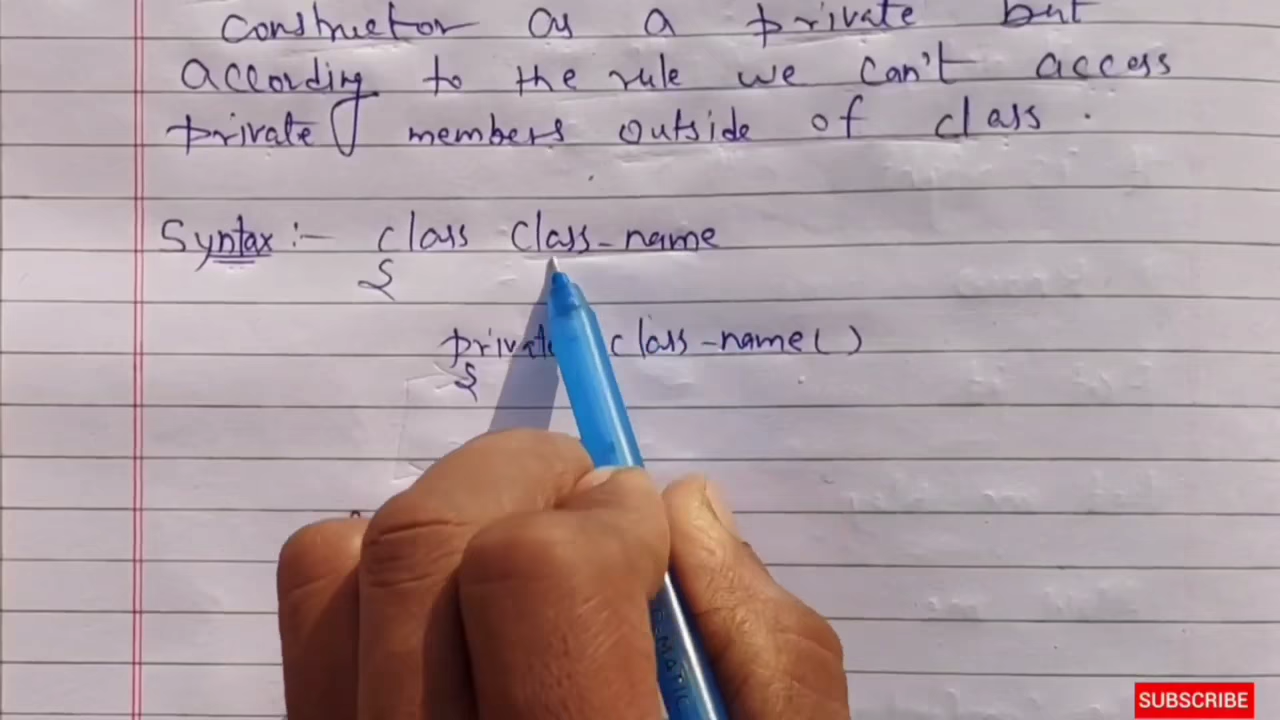 constructor as a private but
according to the rule we can't access
private members outside of class .
Syntax :- class class-name
{
private class-name()
{
SUBSCRIBE